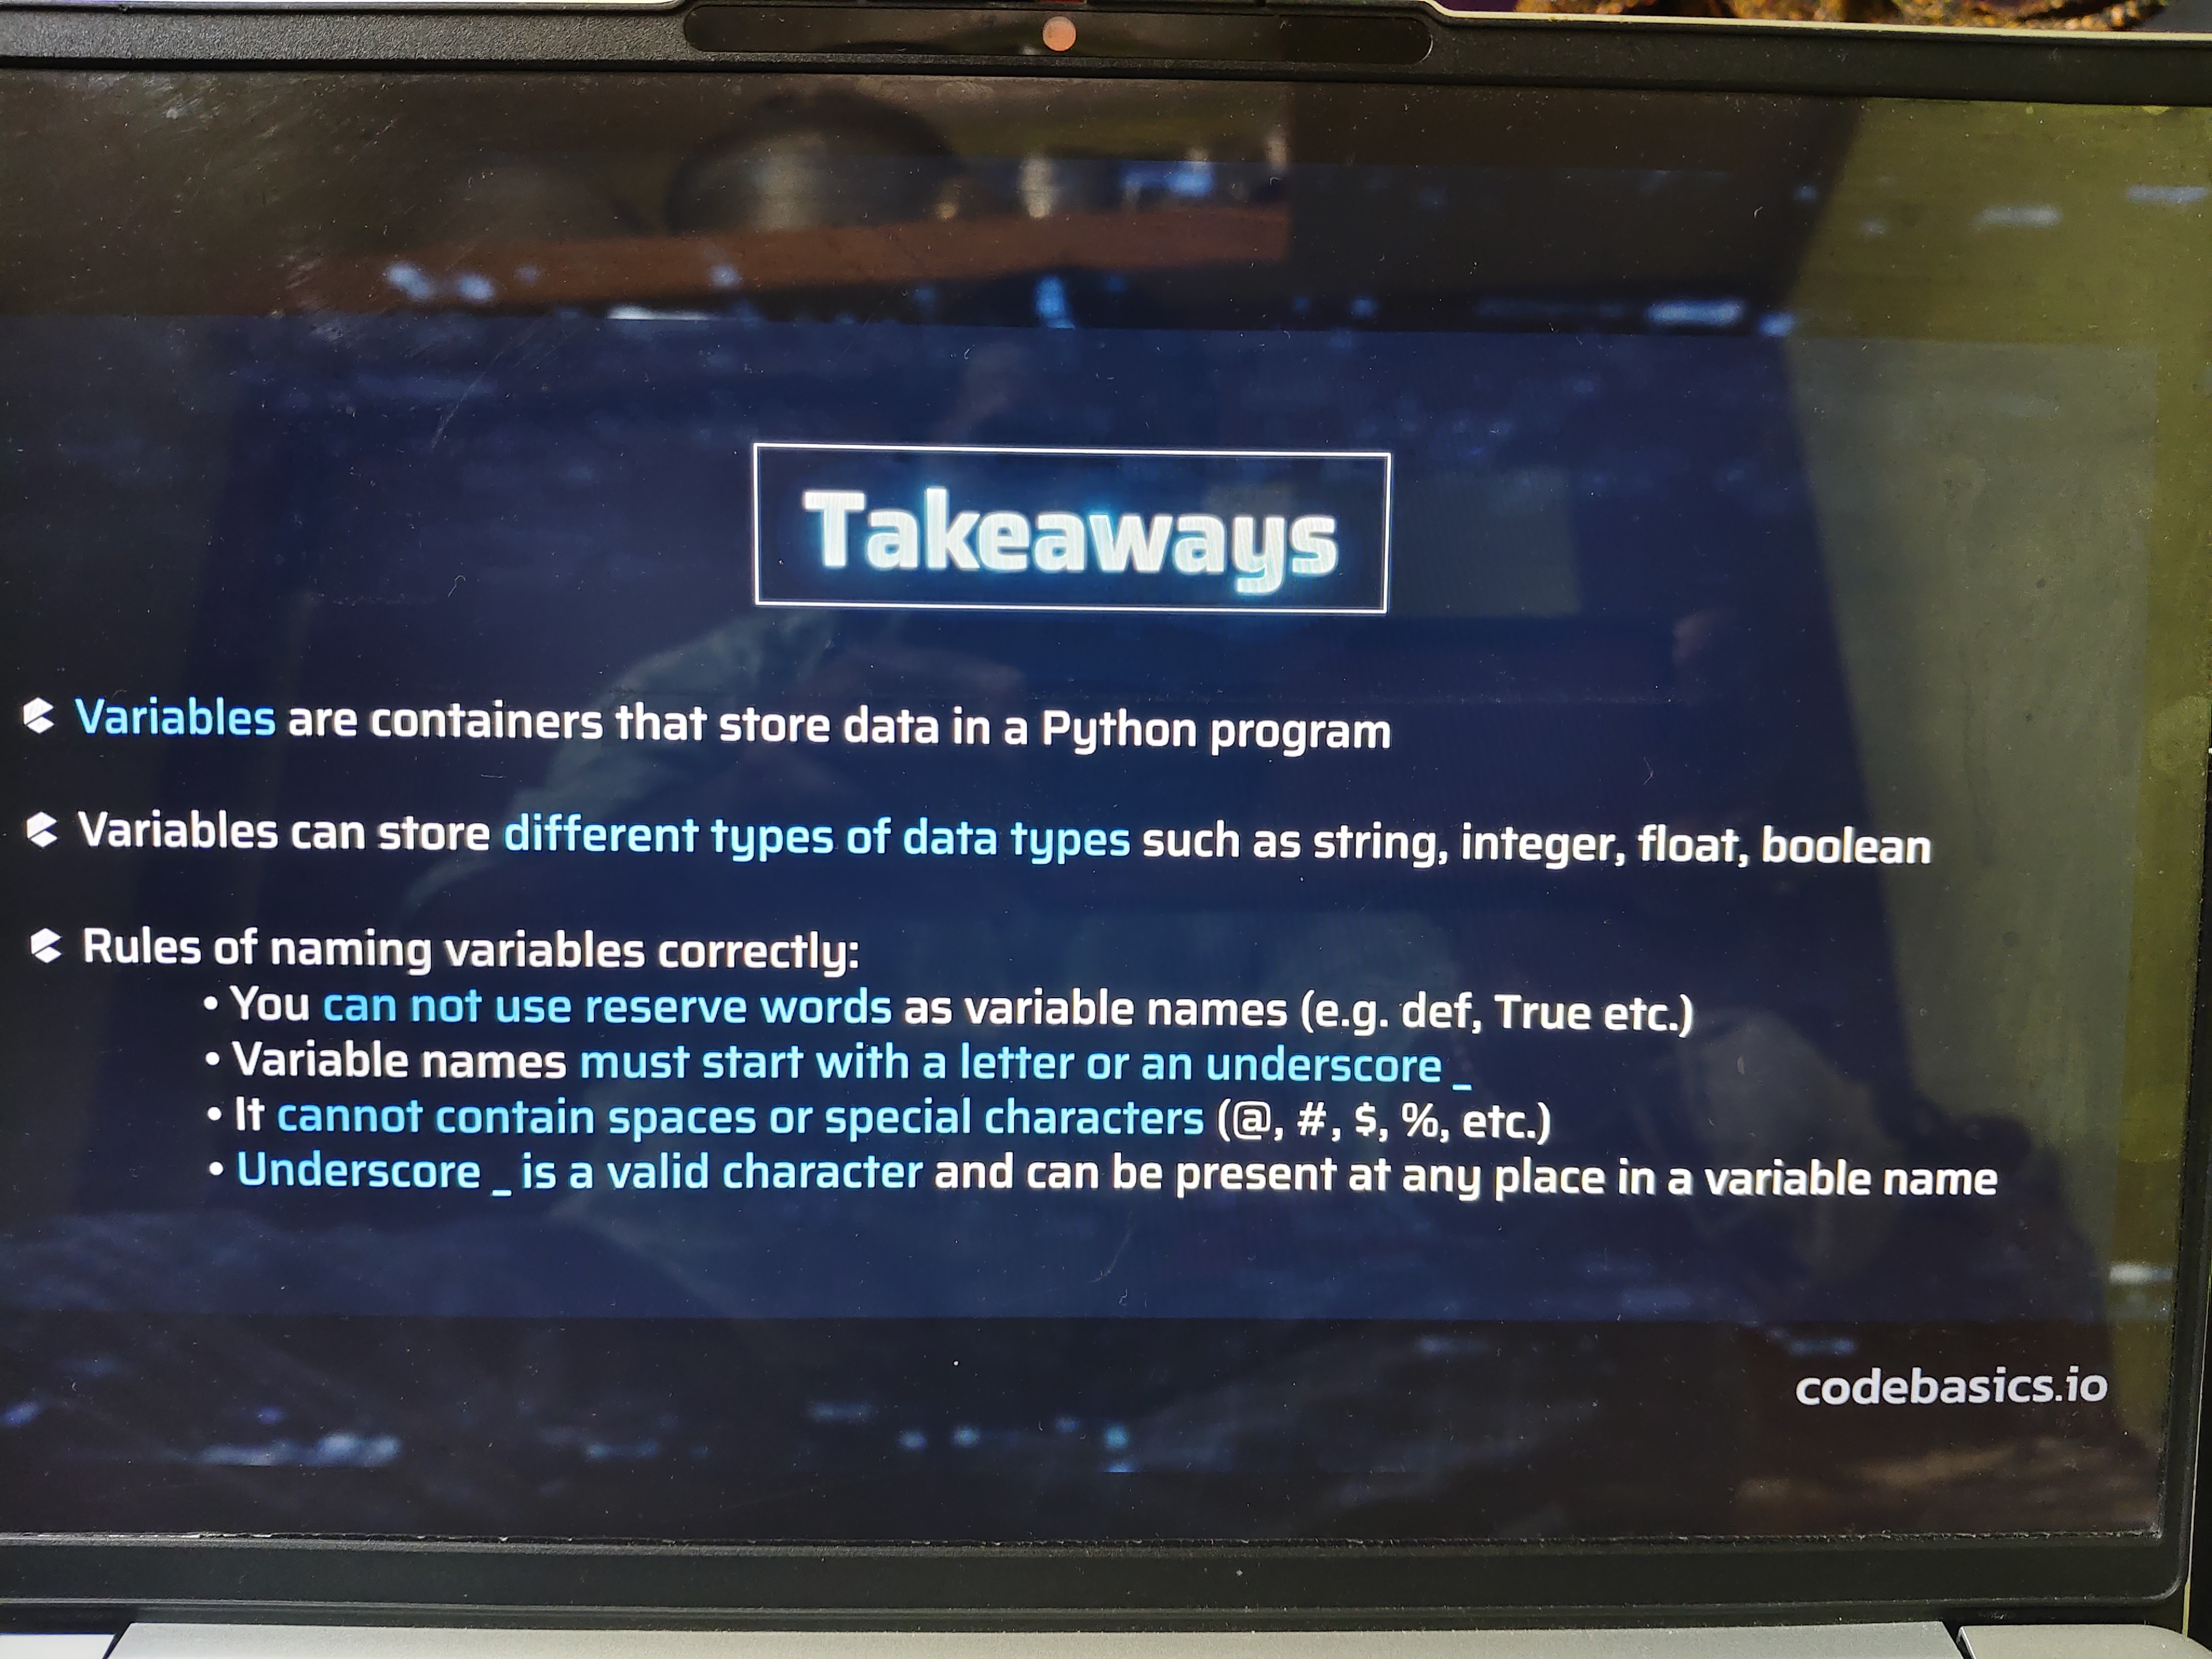 Takeaways
Variables are containers that store data in a Python program
Variables can store different types of data types such as string, integer, float, boolean
Rules of naming variables correctly:
• You can not use reserve words as variable names (e.g. def, True etc.)
• Variable names must start with a letter or an underscore _
• It cannot contain spaces or special characters (@, #, $, %, etc.)
• Underscore _ is a valid character and can be present at any place in a variable name
codebasics.io